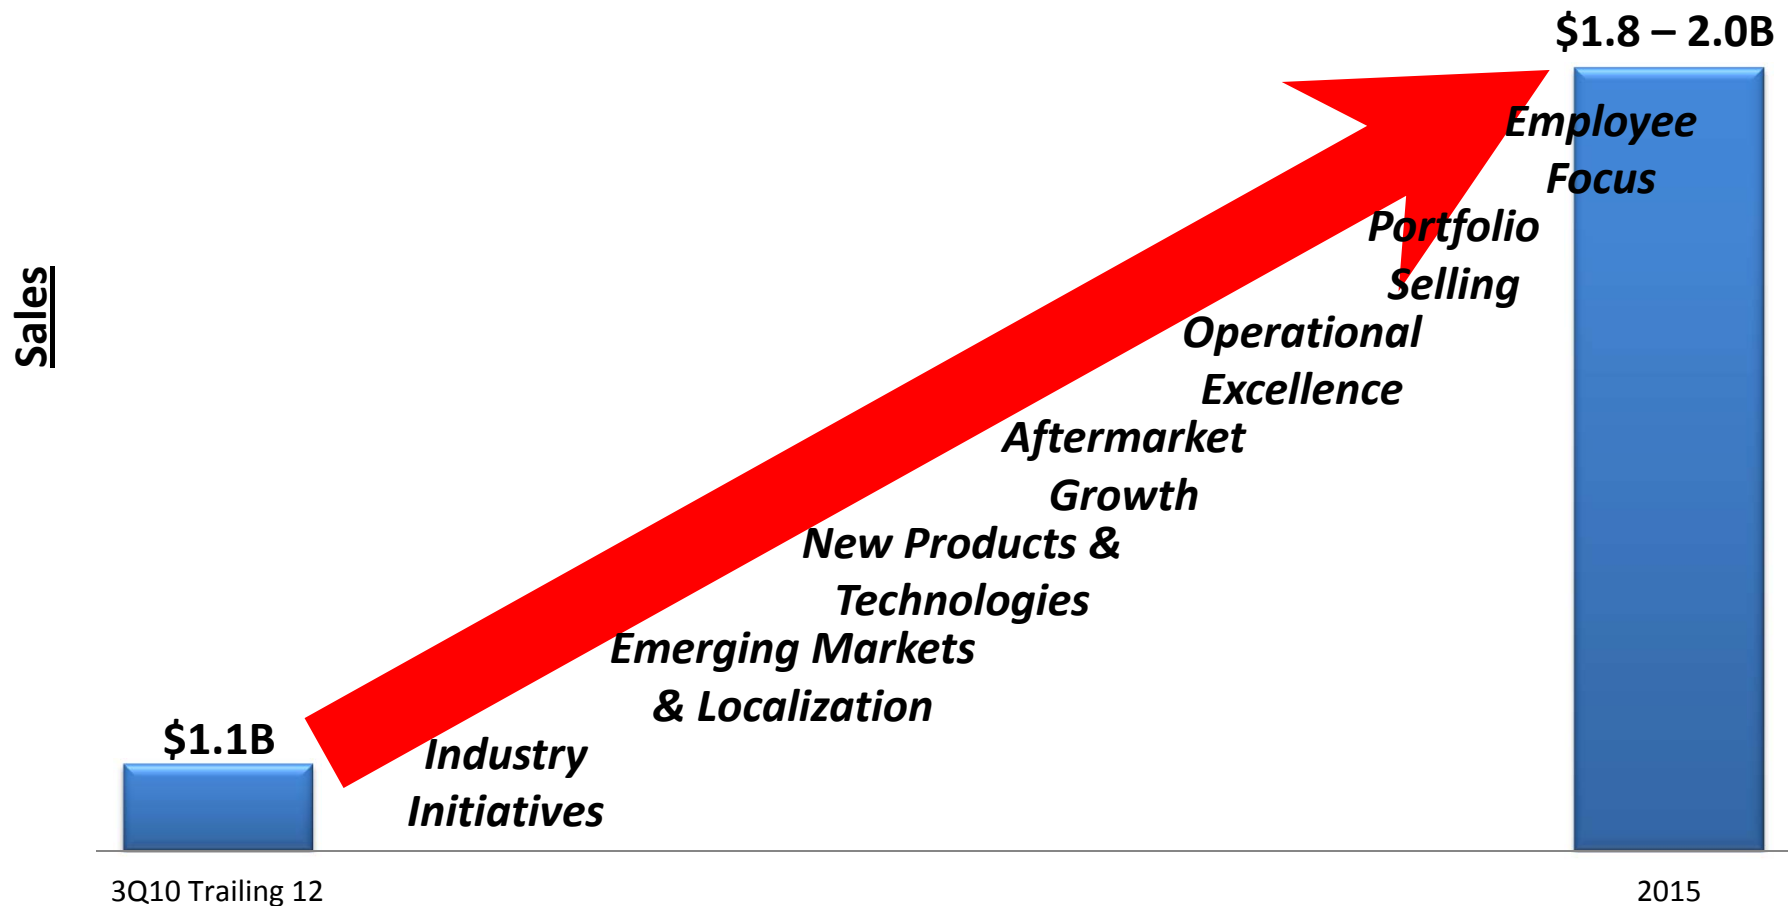 $1.8 – 2.0B
Employee
Focus
Portfolio
Selling
Sales
Operational
Excellence
Aftermarket
Growth
New Products &
Technologies
Emerging Markets
& Localization
$1.1B
Industry
Initiatives
3Q10 Trailing 12
2015